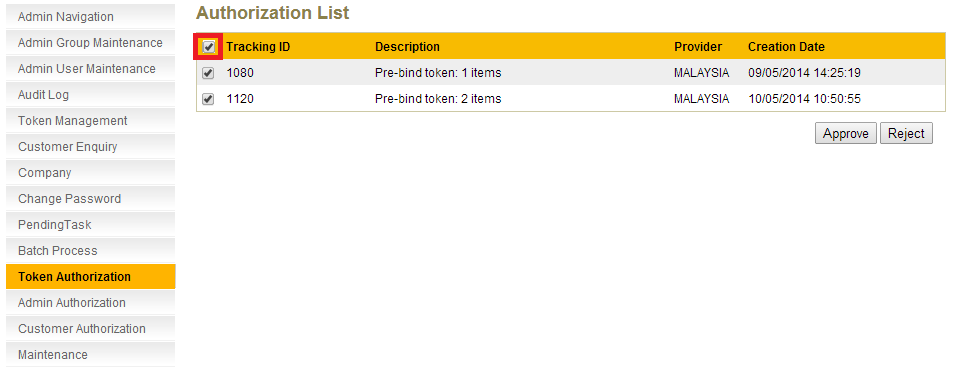 Admin Navigation
Admin Group Maintenance
Admin User Maintenance
Audit Log
Token Management
Customer Enquiry
Company
Change Password
PendingTask
Batch Process
Token Authorization
Admin Authorization
Customer Authorization
Maintenance
Authorization List
Tracking ID Description Provider Creation Date
1080 Pre-bind token: 1 items MALAYSIA 09/05/2014 14:25:19
1120 Pre-bind token: 2 items MALAYSIA 10/05/2014 10:50:55
Approve Reject